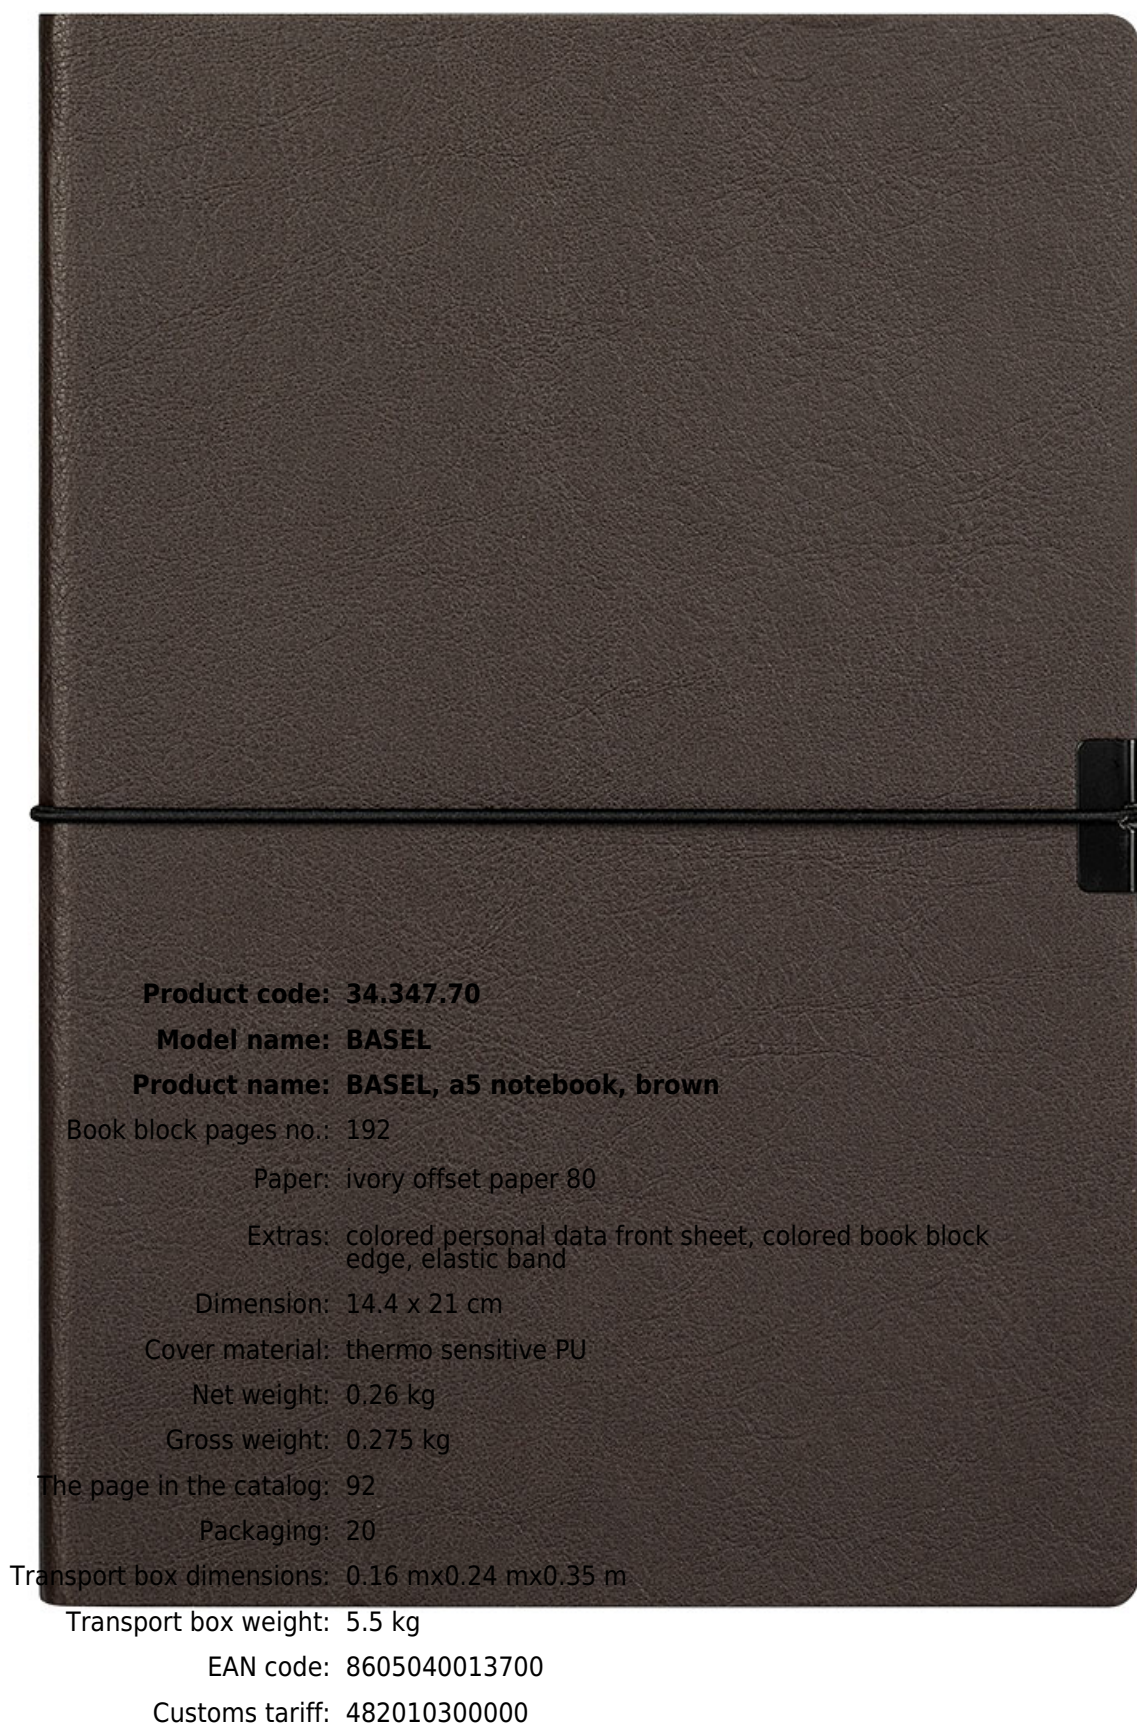 Product code: 34.347.70
Model name: BASEL
Product name: BASEL, a5 notebook, brown
Book block pages no.: 192
Paper: ivory offset paper 80
Extras: colored personal data front sheet, colored book block
edge, elastic band
Dimension: 14.4 x 21 cm
Cover material: thermo sensitive PU
Net weight: 0.26 kg
Gross weight: 0.275 kg
The page in the catalog: 92
Packaging: 20
Transport box dimensions: 0.16 mx0.24 mx0.35 m
Transport box weight: 5.5 kg
EAN code: 8605040013700
Customs tariff: 482010300000